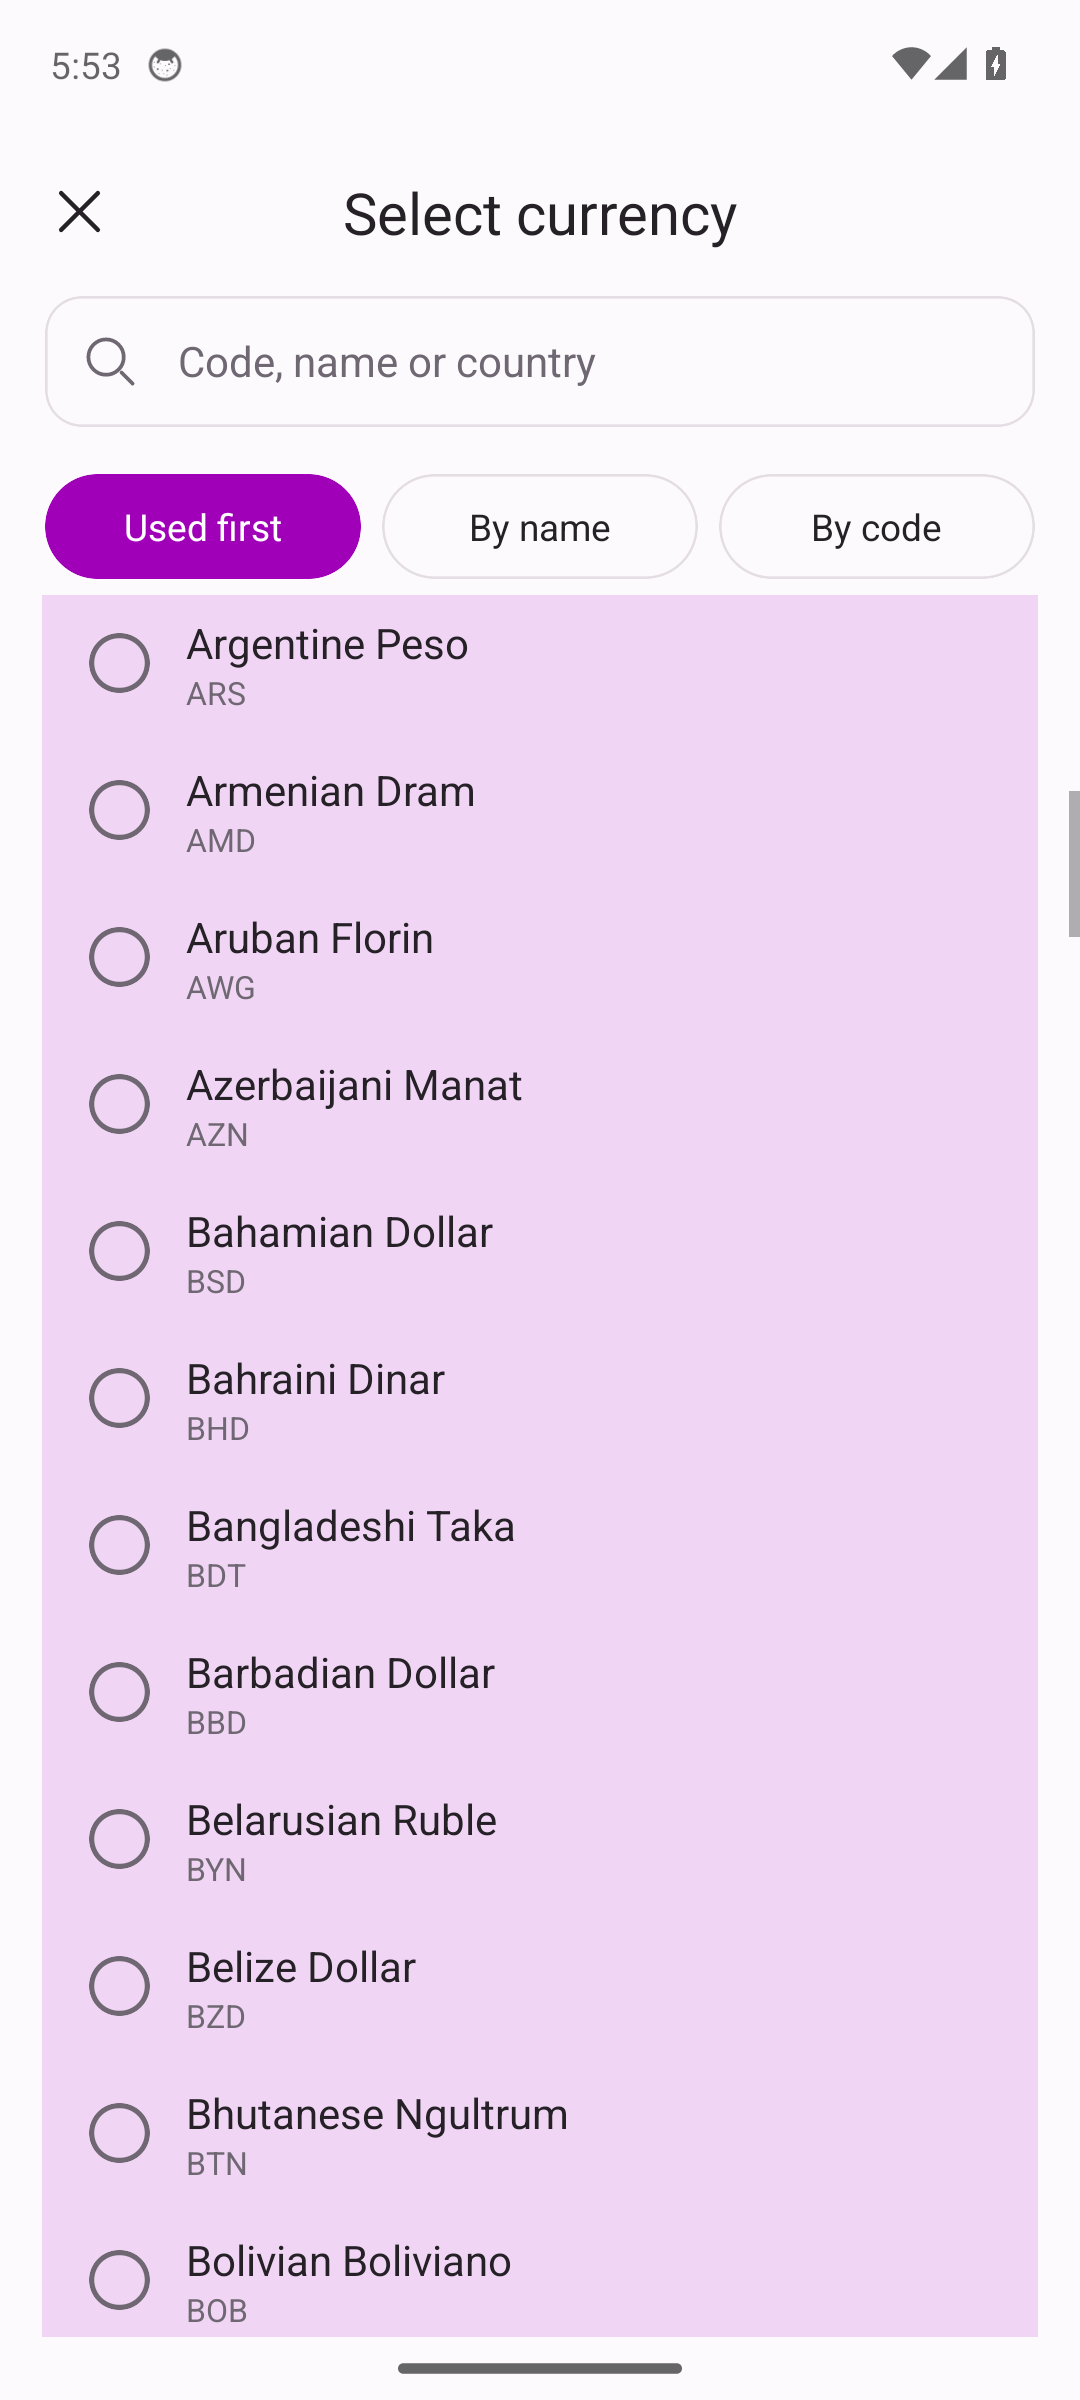 5:53
Select currency
Code, name or country
Used first
By name
By code
Argentine Peso
ARS
Armenian Dram
AMD
Aruban Florin
AWG
Azerbaijani Manat
AZN
Bahamian Dollar
BSD
Bahraini Dinar
BHD
Bangladeshi Taka
BDT
Barbadian Dollar
BBD
Belarusian Ruble
BYN
Belize Dollar
BZD
Bhutanese Ngultrum
BTN
Bolivian Boliviano
BOB